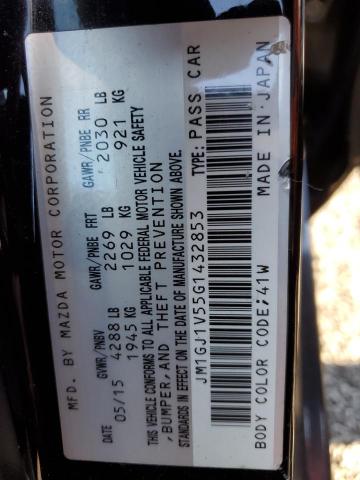 MFD. BY MAZDA MOTOR CORPORATION
GVWR/PNBV GAWR/PNBE FRT GAWR/PNBE RR
DATE 4288 LB 2269 LB 2030 LB
05/15 1945 KG 1029 KG 921 KG
THIS VEHICLE CONFORMS TO ALL APPLICABLE FEDERAL MOTOR VEHICLE SAFETY
, BUMPER, AND THEFT PREVENTION
STANDARDS IN EFFECT ON THE DATE OF MANUFACTURE SHOWN ABOVE.
JM1GJ1V55G1432853 TYPE: PASS CAR
BODY COLOR CODE; 41W MADE IN JAPAN